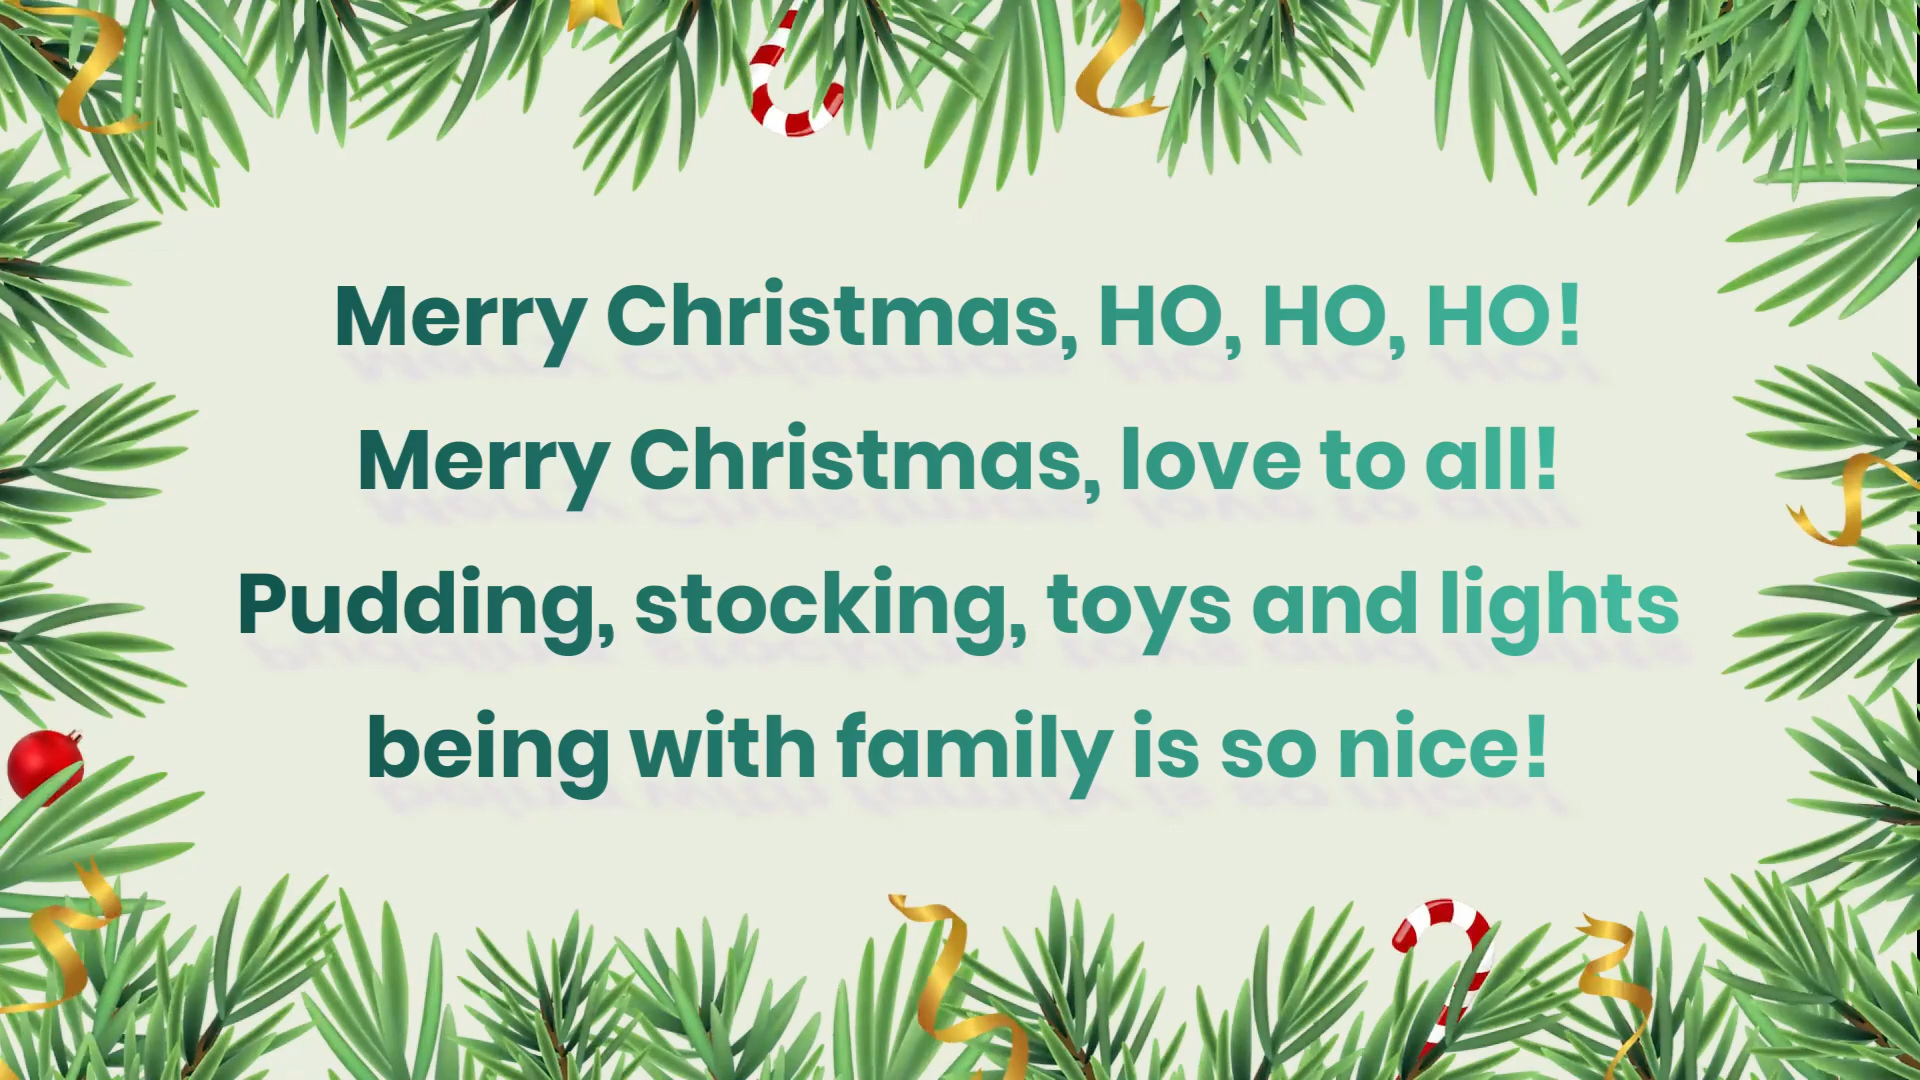 Merry Christmas, HO, HO, HO!
Merry Christmas, love to all!
Pudding, stocking, toys and lights
being with family is so nice!